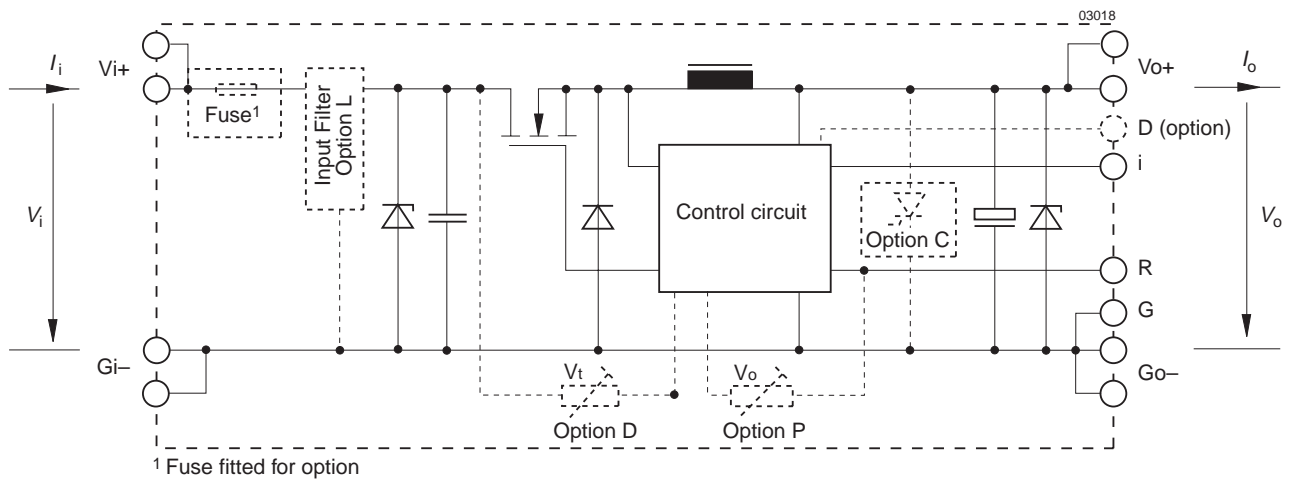 03018
Ii
Vi+
Vo+
Io
Fuse1
Input Filter
Option L
D (option)
i
Vi
Control circuit
Option C
Vo
R
G
Gi–
Go–
Vt
Vo
Option D
Option P
1 Fuse fitted for option